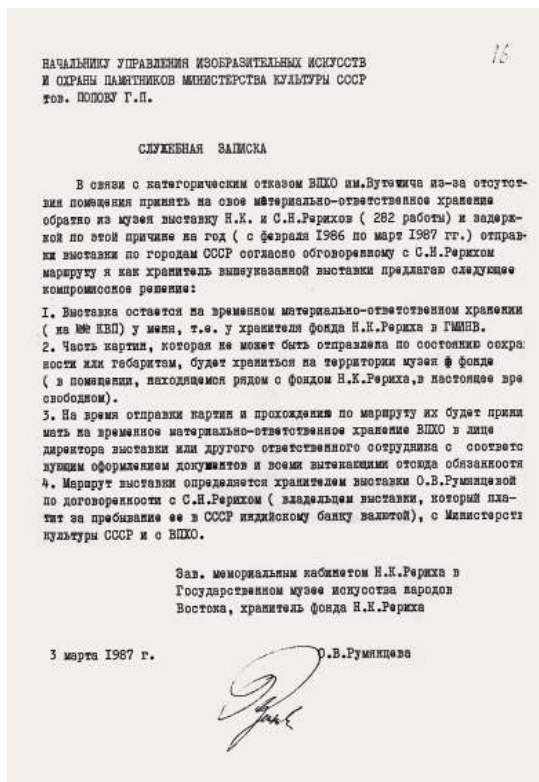 16
НАЧАЛЬНИКУ УПРАВЛЕНИЯ ИЗОБРАЗИТЕЛЬНЫХ ИСКУССТВ
И ОХРАНЫ ПАМЯТНИКОВ МИНИСТЕРСТВА КУЛЬТУРЫ СССР
тов. ПОПОВУ Г.П.
СЛУЖЕБНАЯ ЗАПИСКА
В связи с категорическим отказом ВПХО им.Вутечича из-за отсутст-
вия помещения принять на свое материально-ответственное хранение
обратно из музея выставку Н.К. и С.Н.Рерихов ( 282 работы) и задерж-
кой по этой причине на год ( с февраля 1986 по март 1987 гг.) отправ-
ки выставки по городам СССР согласно обговоренному с С.Н.Рерихом
маршруту я как хранитель вышеуказанной выставки предлагаю следующее
компромиссное решение:
1. Выставка остается на временном материально-ответственном хранении
( на №№ КВП) у меня, т.е. у хранителя фонда Н.К.Рериха в ГМИНВ.
2. Часть картин, которая не может быть отправлена по состоянию сохра
ности или габаритам, будет храниться на территории музея в фонде
( в помещении, находящемся рядом с фондом Н.К.Рериха,в настоящее вре
свободном).
3. На время отправки картин и прохождению по маршруту их будет прини
мать на временное материально-ответственное хранение ВПХО в лице
директора выставки или другого ответственного сотрудника с соответс
вующим оформлением документов и всеми вытекающими отсюда обязанностя
4. Маршрут выставки определяется хранителем выставки О.В.Румянцевой
по договоренности с С.Н.Рерихом ( владельцем выставки, который пла-
тит за пребывание ее в СССР индийскому банку валютой), с Министерств
культуры СССР и с ВПХО.
Зав. мемориальным кабинетом Н.К.Рериха в
Государственном музее искусства народов
Востока, хранитель фонда Н.К.Рериха
3 марта 1987 г. О.В.Румянцева